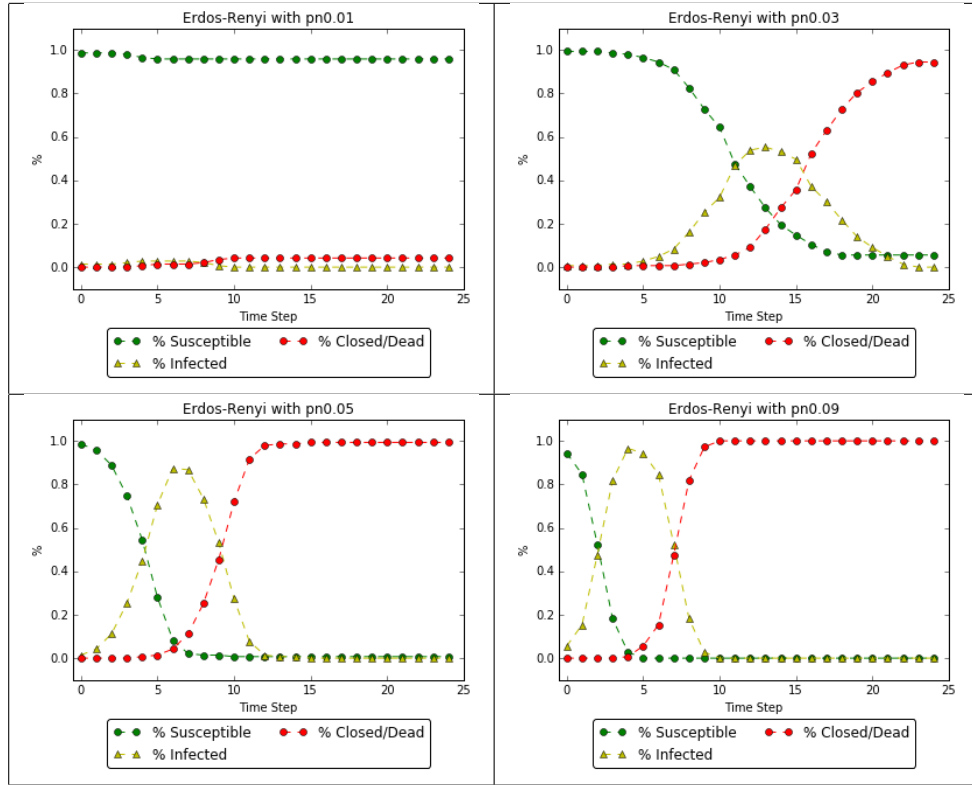 Erdos-Renyi with pn0.01
1.0
0.8
0.6
0.4
0.2
0.0
%
0 5 10 15 20 25
Time Step
% Susceptible % Closed/Dead
% Infected
Erdos-Renyi with pn0.03
1.0
0.8
0.6
0.4
0.2
0.0
%
0 5 10 15 20 25
Time Step
% Susceptible % Closed/Dead
% Infected
Erdos-Renyi with pn0.05
1.0
0.8
0.6
0.4
0.2
0.0
%
0 5 10 15 20 25
Time Step
% Susceptible % Closed/Dead
% Infected
Erdos-Renyi with pn0.09
1.0
0.8
0.6
0.4
0.2
0.0
%
0 5 10 15 20 25
Time Step
% Susceptible % Closed/Dead
% Infected